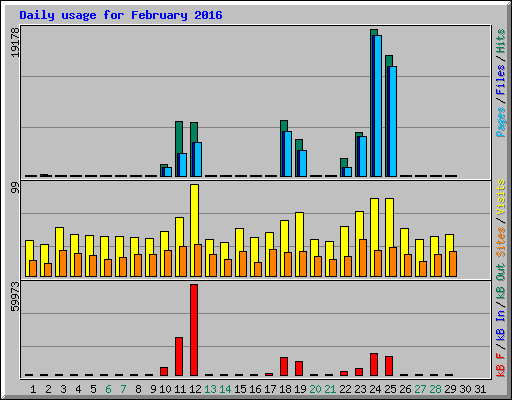 Daily usage for February 2016
19178
Pages / Files / Hits
99
Sites / Visits
59973
kB F / kB In / kB Out
1 2 3 4 5 6 7 8 9 10 11 12 13 14 15 16 17 18 19 20 21 22 23 24 25 26 27 28 29 30 31